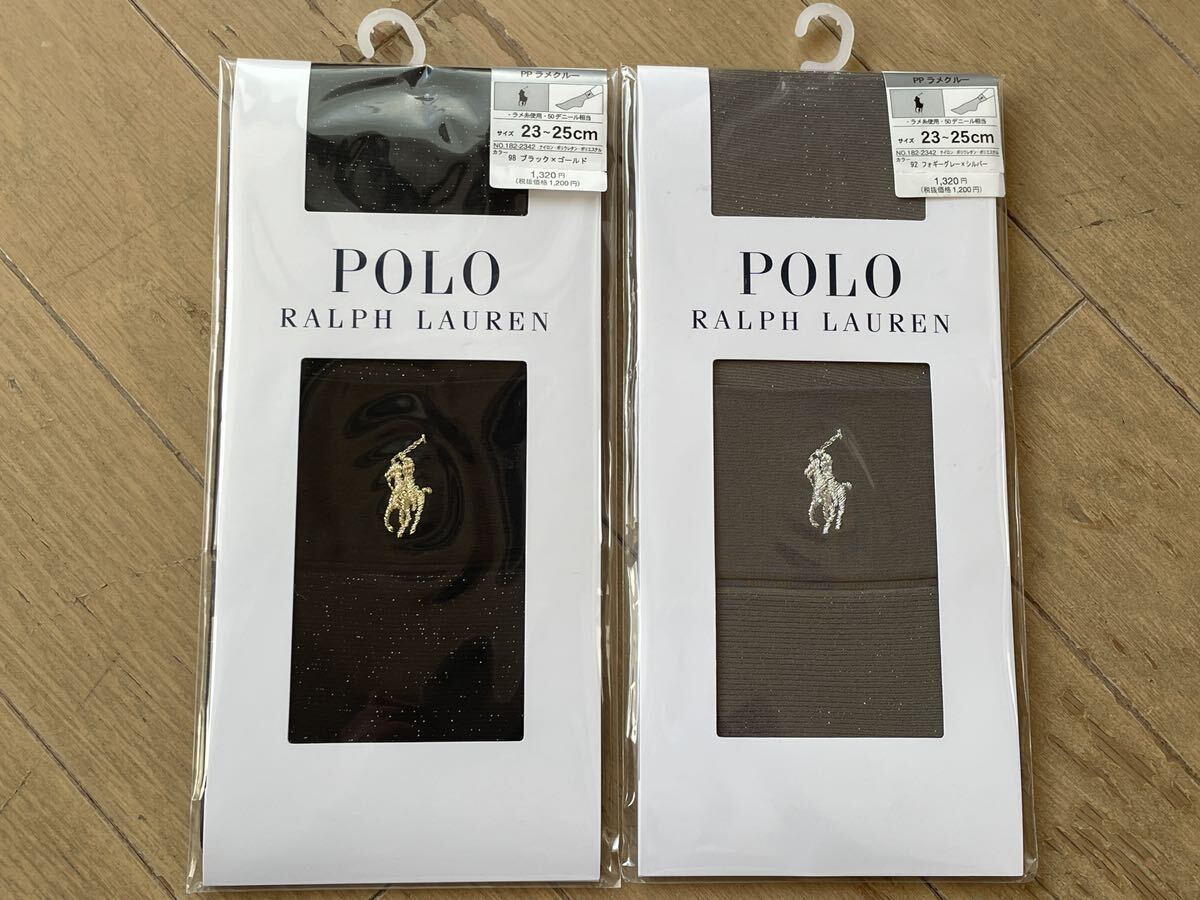 PP ラメクルー
・ラメ糸使用・50デニール相当
サイズ 23~25cm
NO.182-2342 ナイロン・ポリウレタン・ポリエステル
カラー
98 ブラック×ゴールド
1,320円
(税抜価格1,200円)
POLO
RALPH LAUREN
PP ラメクルー
・ラメ糸使用・50デニール相当
サイズ 23~25cm
NO.182-2342 ナイロン・ポリウレタン・ポリエステル
カラー
92 フォギーグレー×シルバー
1,320円
(税抜価格1,200円)
POLO
RALPH LAUREN